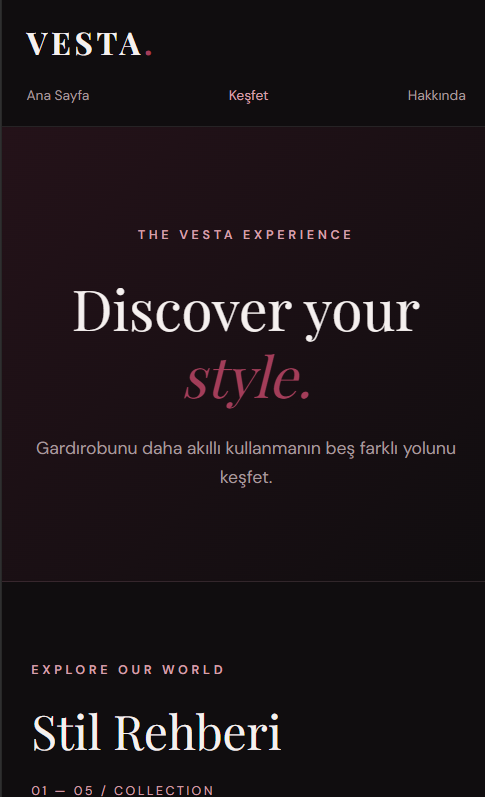 VESTA.
Ana Sayfa Keşfet Hakkında
THE VESTA EXPERIENCE
Discover your
style.
Gardırobunu daha akıllı kullanmanın beş farklı yolunu
keşfet.
EXPLORE OUR WORLD
Stil Rehberi
01 — 05 / COLLECTION